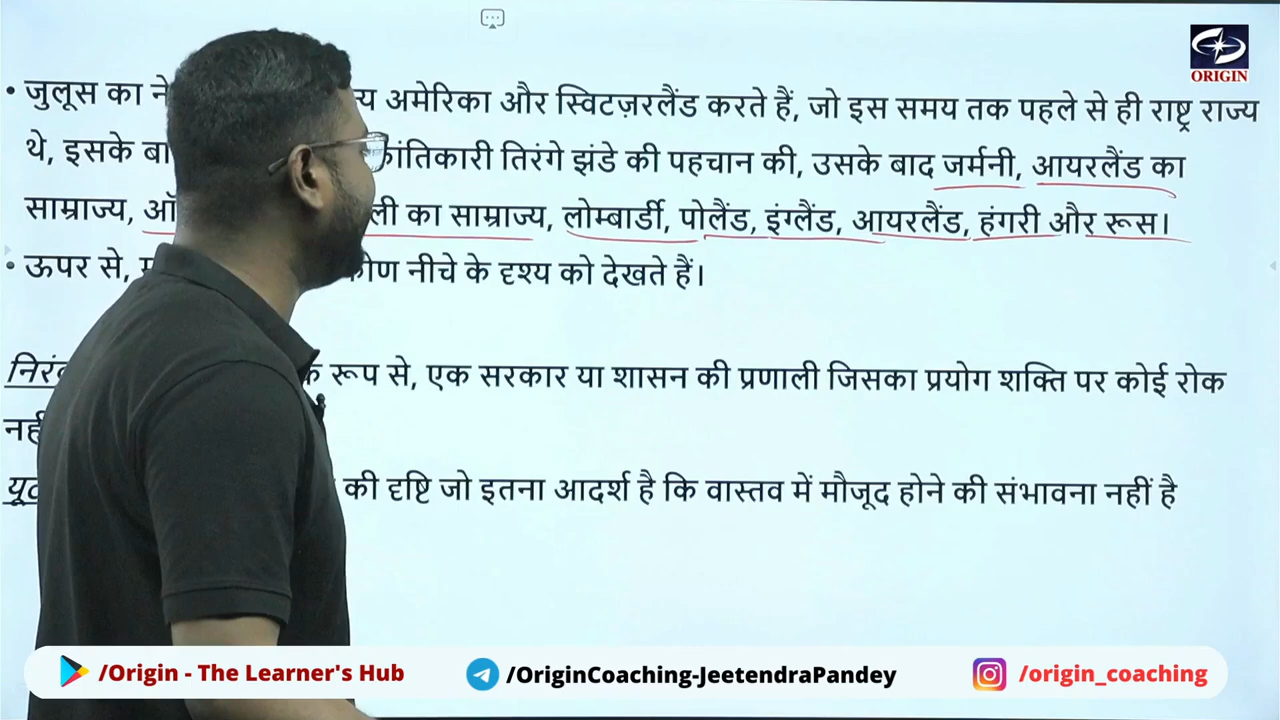 ORIGIN
• जुलूस का अमेरिका और स्विटज़रलैंड करते हैं, जो इस समय तक पहले से ही राष्ट्र राज्य
थे, इसके तिरंगे झंडे की पहचान की, उसके बाद जर्मनी, आयरलैंड का
साम्राज्य, का साम्राज्य, लोम्बार्डी, पोलैंड, इंग्लैंड, आयरलैंड, हंगरी और रूस।
• ऊपर से, नीचे के दृश्य को देखते हैं।
रूप से, एक सरकार या शासन की प्रणाली जिसका प्रयोग शक्ति पर कोई रोक
की दृष्टि जो इतना आदर्श है कि वास्तव में मौजूद होने की संभावना नहीं है
/Origin - The Learner's Hub
/OriginCoaching-JeetendraPandey
/origin_coaching